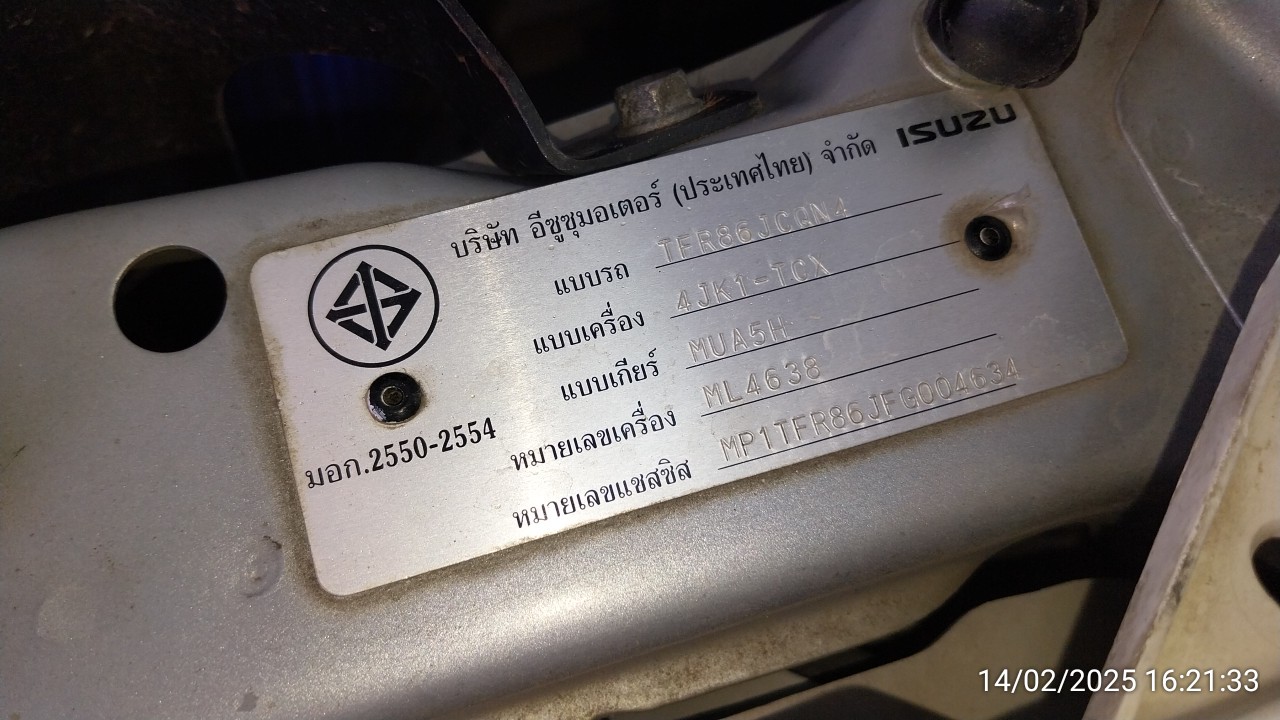 บริษัท อีซูซุมอเตอร์ (ประเทศไทย) จำกัด ISUZU
แบบรถ TFR86JCAN4
แบบเครื่อง 4JK1-TCX
แบบเกียร์ MUA5H
หมายเลขเครื่อง ML4638
หมายเลขแชสซิส MP1TFR86JFG004634
มอก.2550-2554
14/02/2025 16:21:33